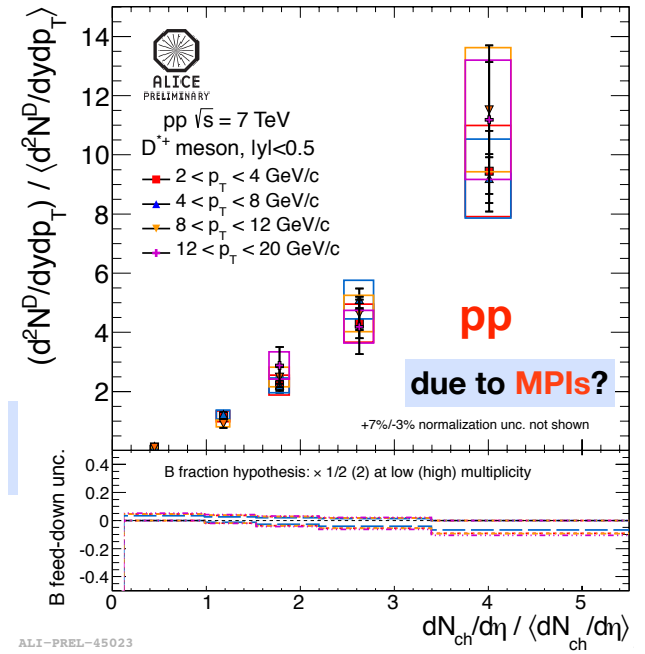 (d²N^D/dydp_T) / ⟨d²N^D/dydp_T⟩
14
12
10
8
6
4
2
ALICE
PRELIMINARY
pp √s = 7 TeV
D*+ meson, |y|<0.5
2 < p_T < 4 GeV/c
4 < p_T < 8 GeV/c
8 < p_T < 12 GeV/c
12 < p_T < 20 GeV/c
pp
due to MPIs?
+7%/-3% normalization unc. not shown
B feed-down unc.
0.4
0.2
0
-0.2
-0.4
B fraction hypothesis: × 1/2 (2) at low (high) multiplicity
0 1 2 3 4 5
dN_ch/dη / ⟨dN_ch/dη⟩
ALI-PREL-45023